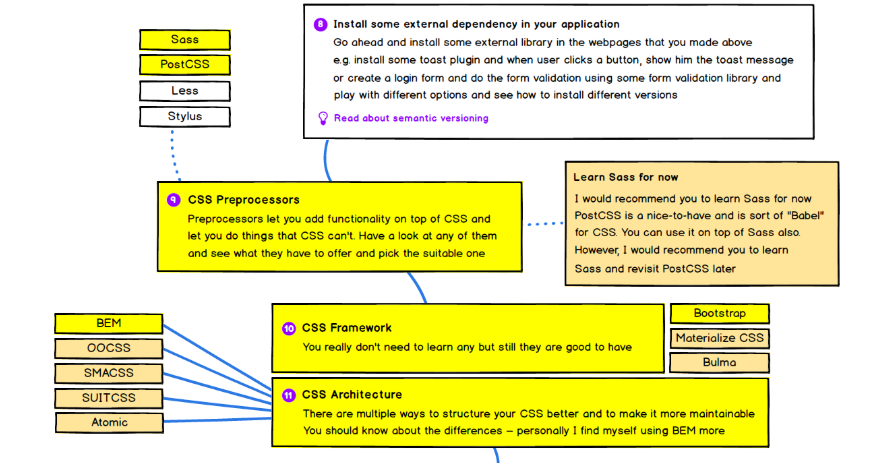 8 Install some external dependency in your application
Go ahead and install some external library in the webpages that you made above
e.g. install some toast plugin and when user clicks a button, show him the toast message
or create a login form and do the form validation using some form validation library and
play with different options and see how to install different versions
Read about semantic versioning
Sass
PostCSS
Less
Stylus
9 CSS Preprocessors
Preprocessors let you add functionality on top of CSS and
let you do things that CSS can't. Have a look at any of them
and see what they have to offer and pick the suitable one
Learn Sass for now
I would recommend you to learn Sass for now
PostCSS is a nice-to-have and is sort of "Babel"
for CSS. You can use it on top of Sass also.
However, I would recommend you to learn
Sass and revisit PostCSS later
10 CSS Framework
You really don't need to learn any but still they are good to have
Bootstrap
Materialize CSS
Bulma
BEM
OOCSS
SMACSS
SUITCSS
Atomic
11 CSS Architecture
There are multiple ways to structure your CSS better and to make it more maintainable
You should know about the differences – personally I find myself using BEM more